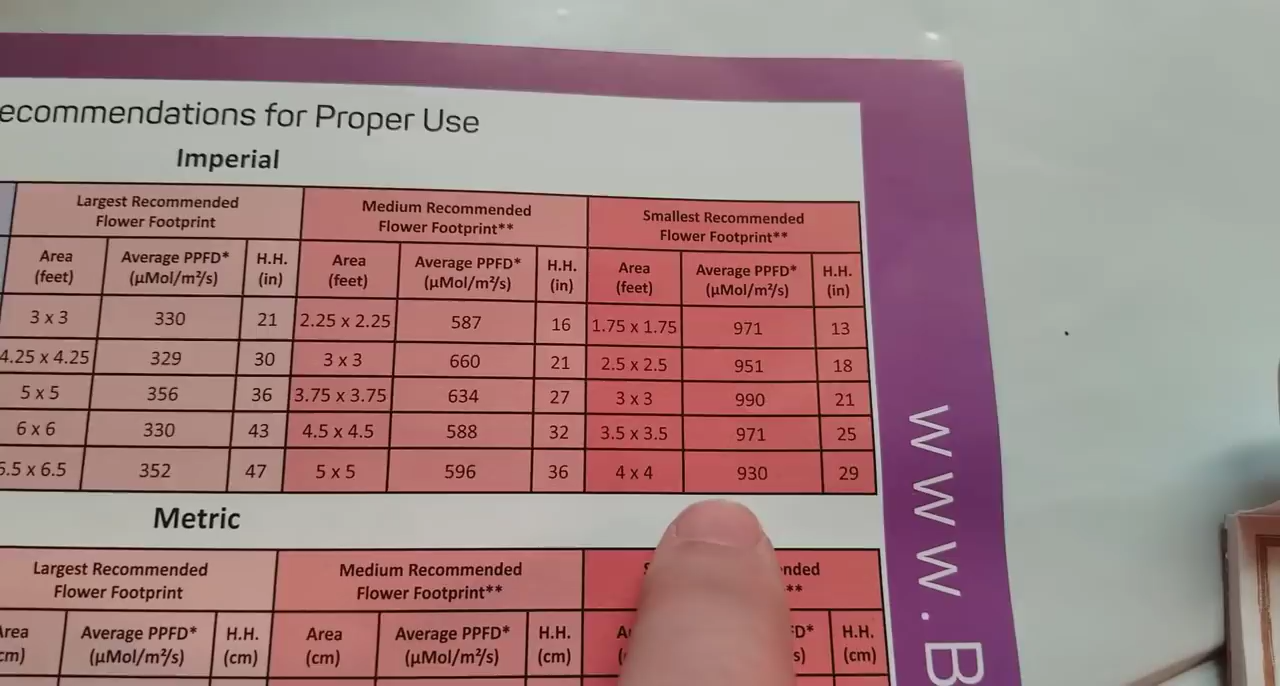 ecommendations for Proper Use
Imperial
Largest Recommended Flower Footprint Medium Recommended Flower Footprint** Smallest Recommended Flower Footprint**
Area (feet) Average PPFD* (µMol/m²/s) H.H. (in) Area (feet) Average PPFD* (µMol/m²/s) H.H. (in) Area (feet) Average PPFD* (µMol/m²/s) H.H. (in)
3 x 3 330 21 2.25 x 2.25 587 16 1.75 x 1.75 971 13
4.25 x 4.25 329 30 3 x 3 660 21 2.5 x 2.5 951 18
5 x 5 356 36 3.75 x 3.75 634 27 3 x 3 990 21
6 x 6 330 43 4.5 x 4.5 588 32 3.5 x 3.5 971 25
5.5 x 6.5 352 47 5 x 5 596 36 4 x 4 930 29
Metric
Largest Recommended Flower Footprint Medium Recommended Flower Footprint**
Area (cm) Average PPFD* (µMol/m²/s) H.H. (cm) Area (cm) Average PPFD* (µMol/m²/s) H.H. (cm) H.H. (cm)
www.B